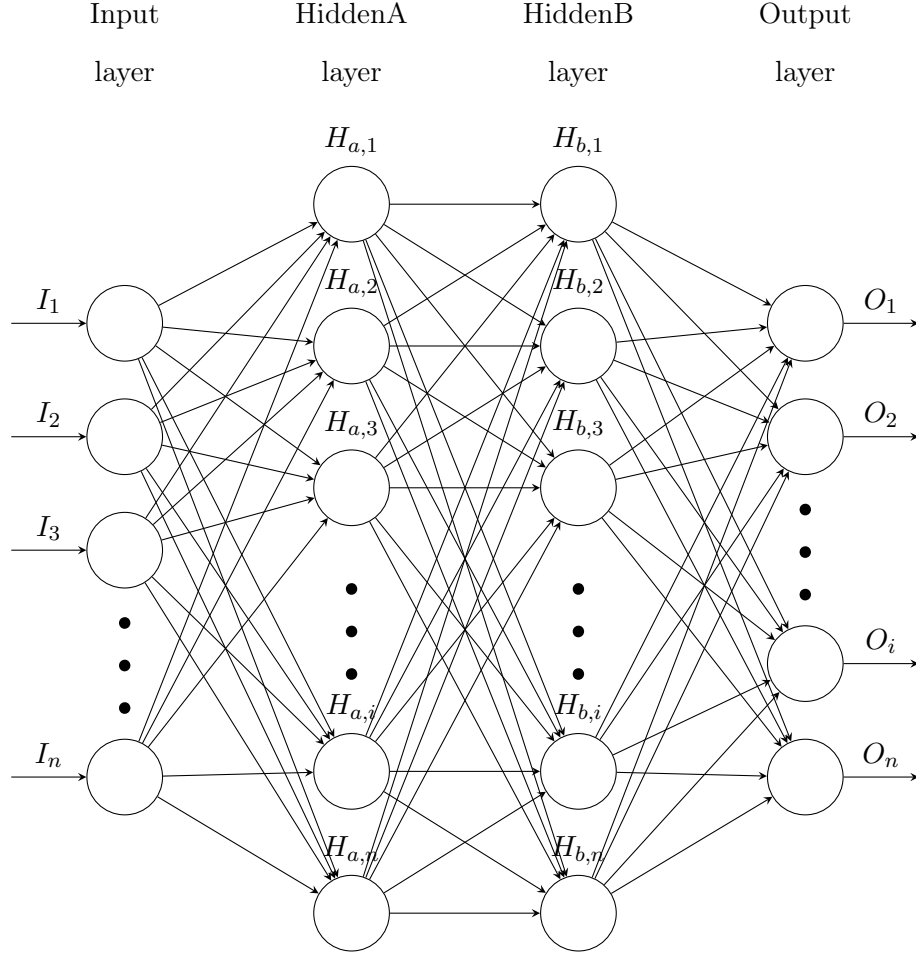 Input HiddenA HiddenB Output
layer layer layer layer
H_{a,1} H_{b,1}
H_{a,2} H_{b,2}
I_1 O_1
I_2 O_2
H_{a,3} H_{b,3}
I_3
O_i
H_{a,i} H_{b,i}
I_n O_n
H_{a,n} H_{b,n}